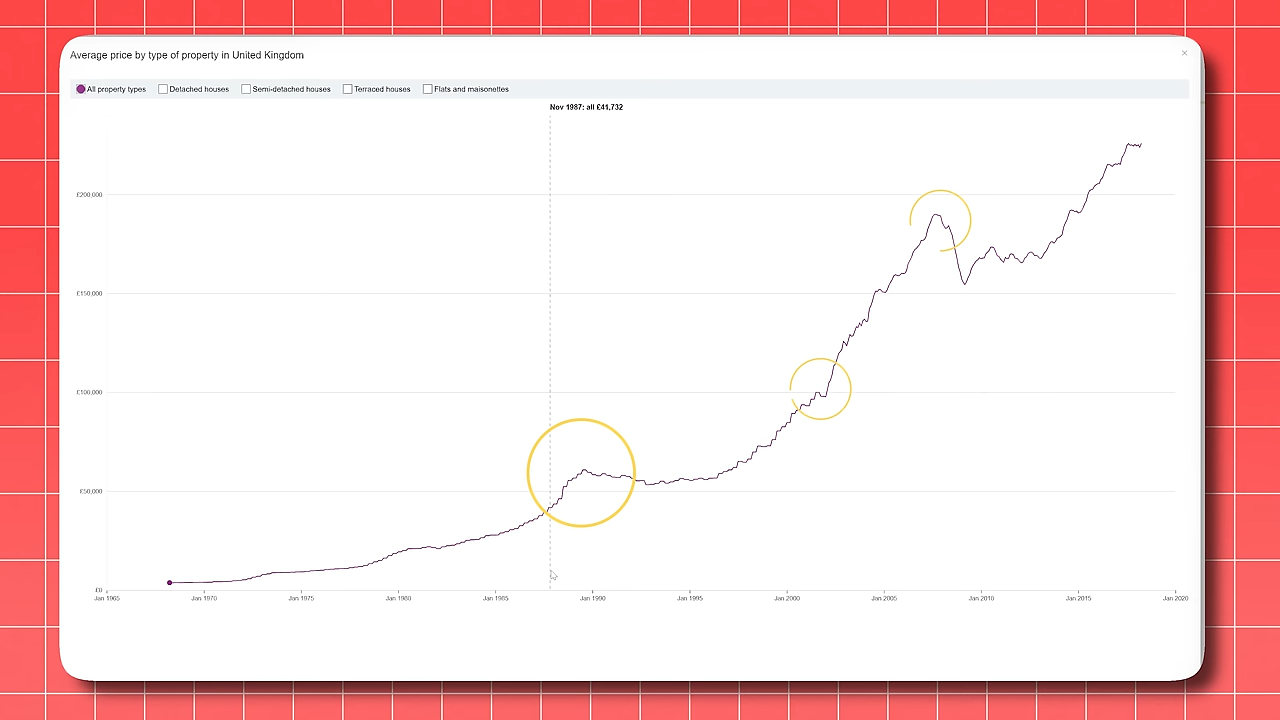 Average price by type of property in United Kingdom
×
All property types Detached houses Semi-detached houses Terraced houses Flats and maisonettes
Nov 1987: all £41,732
£200,000
£150,000
£100,000
£50,000
£0
Jan 1965 Jan 1970 Jan 1975 Jan 1980 Jan 1985 Jan 1990 Jan 1995 Jan 2000 Jan 2005 Jan 2010 Jan 2015 Jan 2020